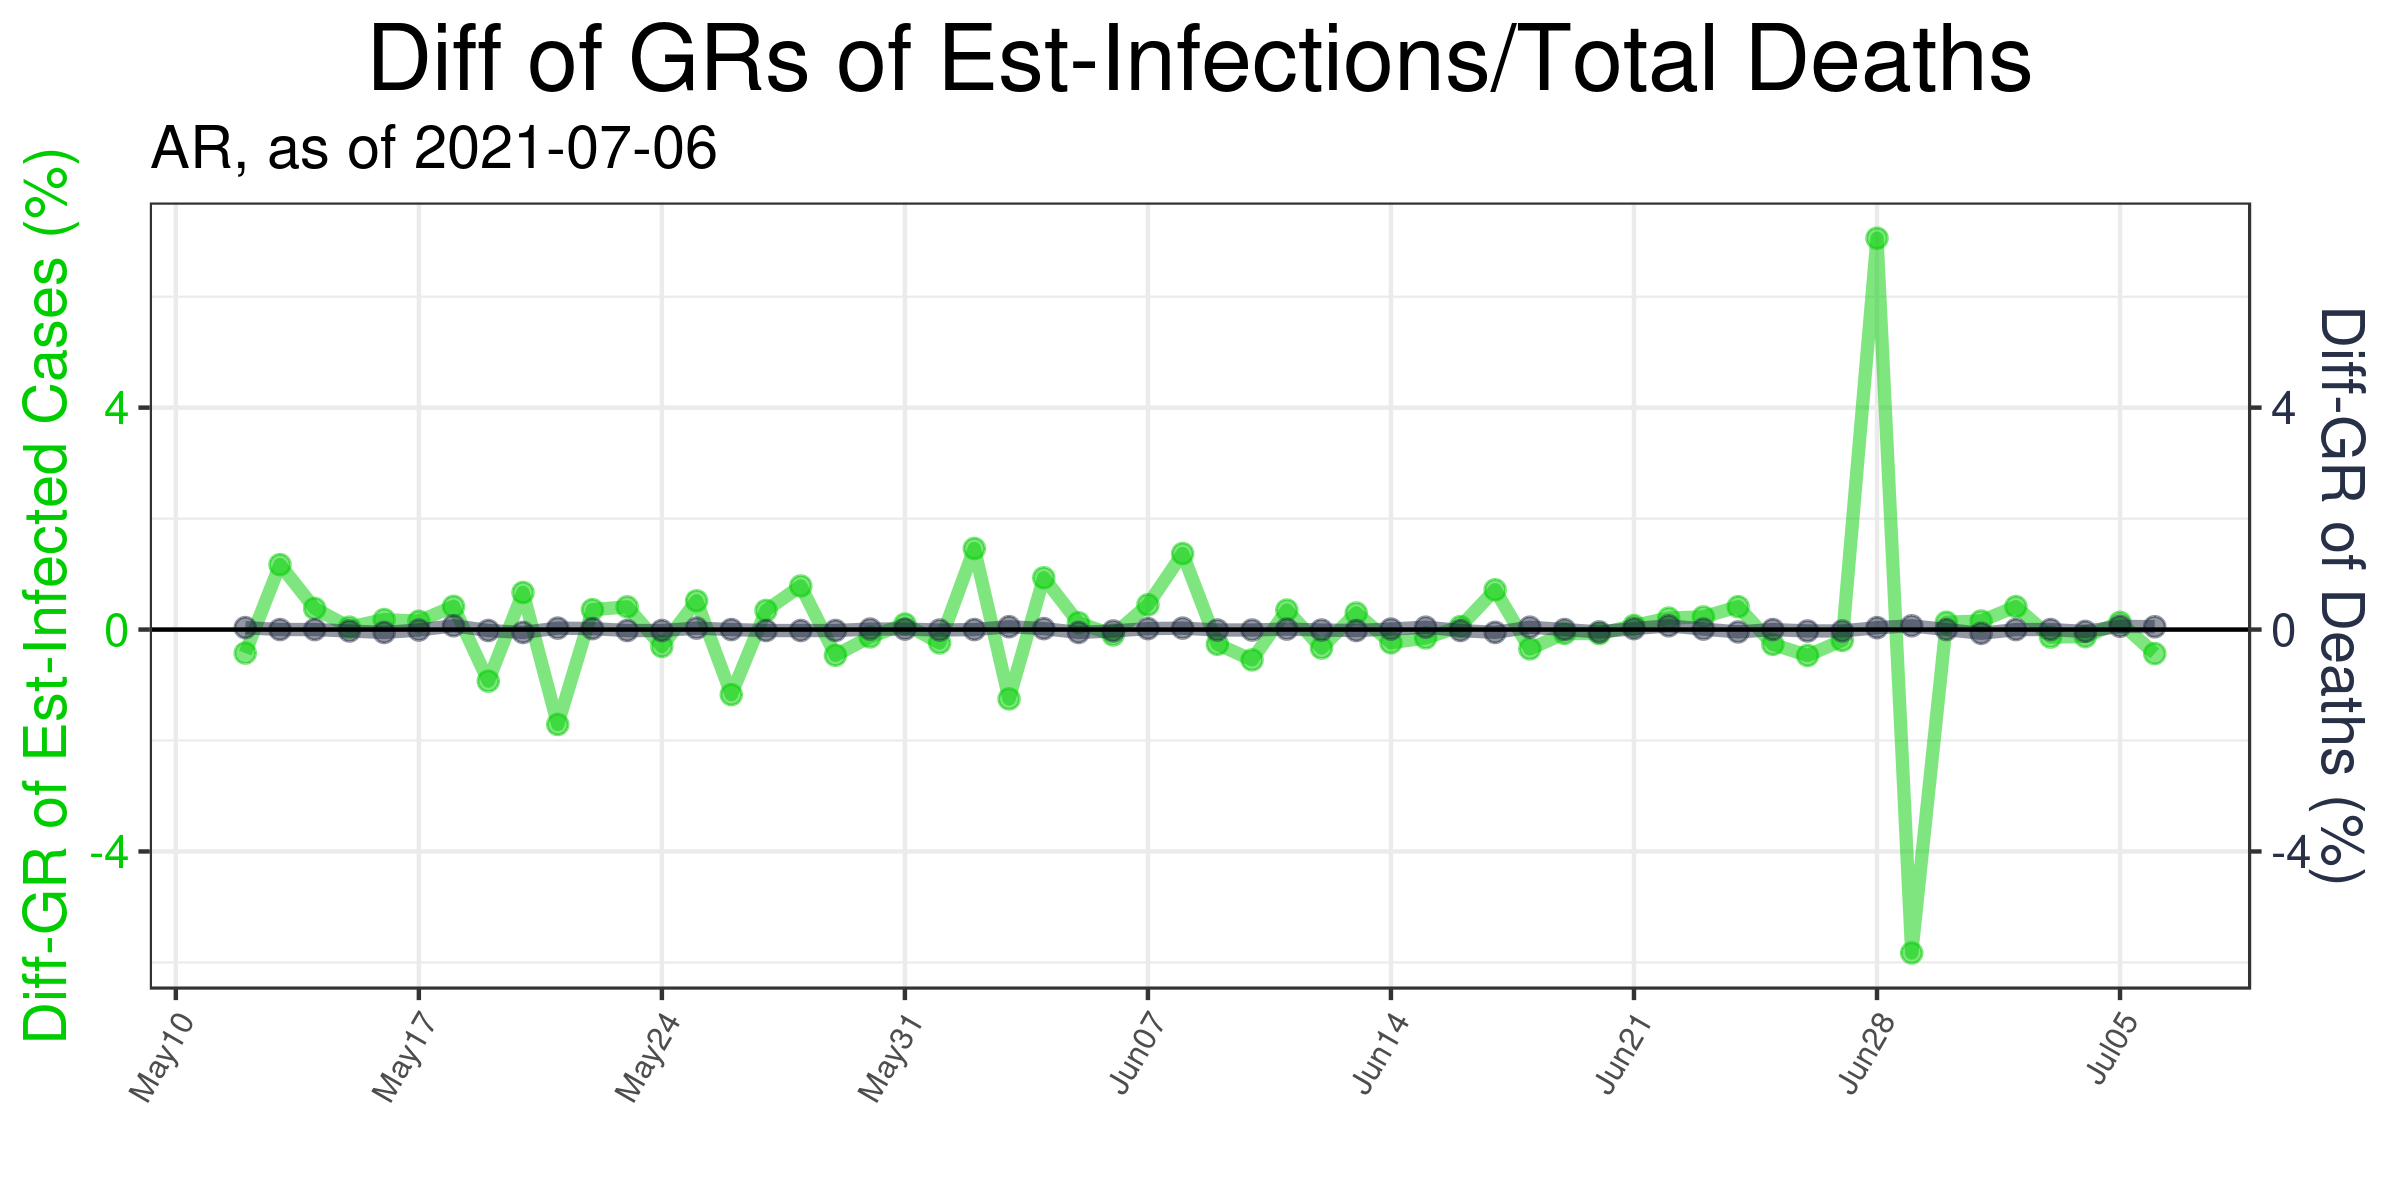 Diff of GRs of Est-Infections/Total Deaths
AR, as of 2021-07-06
Diff-GR of Est-Infected Cases (%)
4
0
-4
4
0
-4
Diff-GR of Deaths (%)
May10
May17
May24
May31
Jun07
Jun14
Jun21
Jun28
Jul05